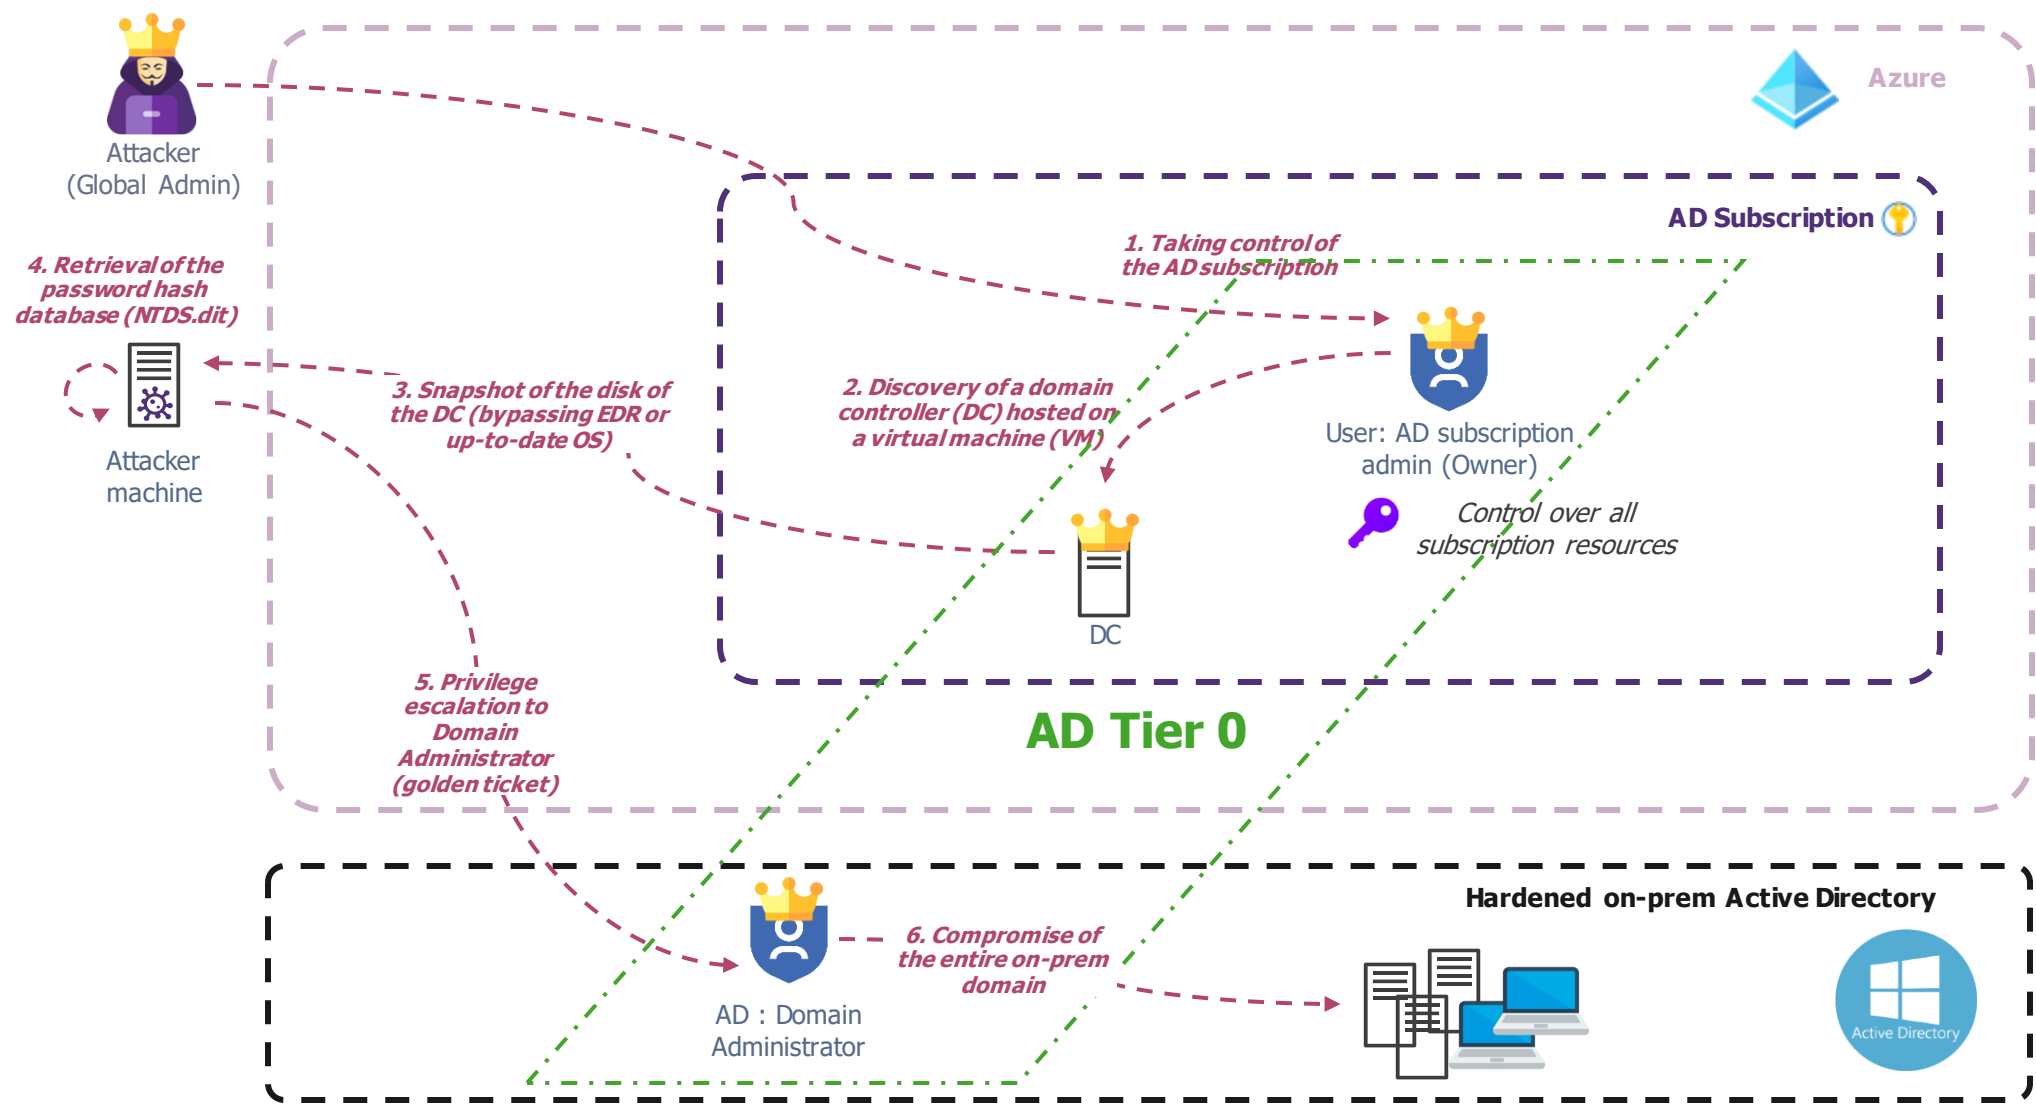 Attacker
(Global Admin)
Azure
AD Subscription
1. Taking control of
the AD subscription
4. Retrieval of the
password hash
database (NTDS.dit)
Attacker
machine
3. Snapshot of the disk of
the DC (bypassing EDR or
up-to-date OS)
2. Discovery of a domain
controller (DC) hosted on
a virtual machine (VM)
User: AD subscription
admin (Owner)
Control over all
subscription resources
DC
5. Privilege
escalation to
Domain
Administrator
(golden ticket)
AD Tier 0
Hardened on-prem Active Directory
6. Compromise of
the entire on-prem
domain
AD : Domain
Administrator
Active Directory